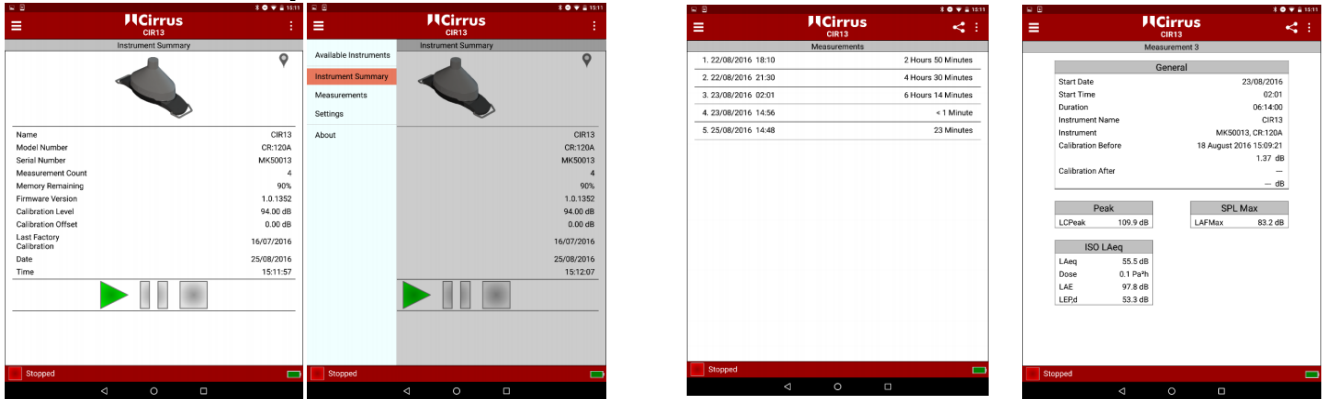 15:11
Cirrus
CIR13
Instrument Summary
Name CIR13
Model Number CR:120A
Serial Number MK50013
Measurement Count 4
Memory Remaining 90%
Firmware Version 1.0.1352
Calibration Level 94.00 dB
Calibration Offset 0.00 dB
Last Factory
Calibration 16/07/2016
Date 25/08/2016
Time 15:11:57
Stopped
15:11
Cirrus
CIR13
Instrument Summary
Available Instruments
Instrument Summary
Measurements
Settings
About
CIR13
CR:120A
MK50013
4
90%
1.0.1352
94.00 dB
0.00 dB
16/07/2016
25/08/2016
15:12:07
Stopped
15:11
Cirrus
CIR13
Measurements
1. 22/08/2016 18:10 2 Hours 50 Minutes
2. 22/08/2016 21:30 4 Hours 30 Minutes
3. 23/08/2016 02:01 6 Hours 14 Minutes
4. 23/08/2016 14:56 < 1 Minute
5. 25/08/2016 14:48 23 Minutes
Stopped
15:11
Cirrus
CIR13
Measurement 3
General
Start Date 23/08/2016
Start Time 02:01
Duration 06:14:00
Instrument Name CIR13
Instrument MK50013, CR:120A
Calibration Before 18 August 2016 15:09:21
1.37 dB
Calibration After —
— dB
Peak
LCPeak 109.9 dB
SPL Max
LAFMax 83.2 dB
ISO LAeq
LAeq 55.5 dB
Dose 0.1 Pa²h
LAE 97.8 dB
LEP,d 53.3 dB
Stopped